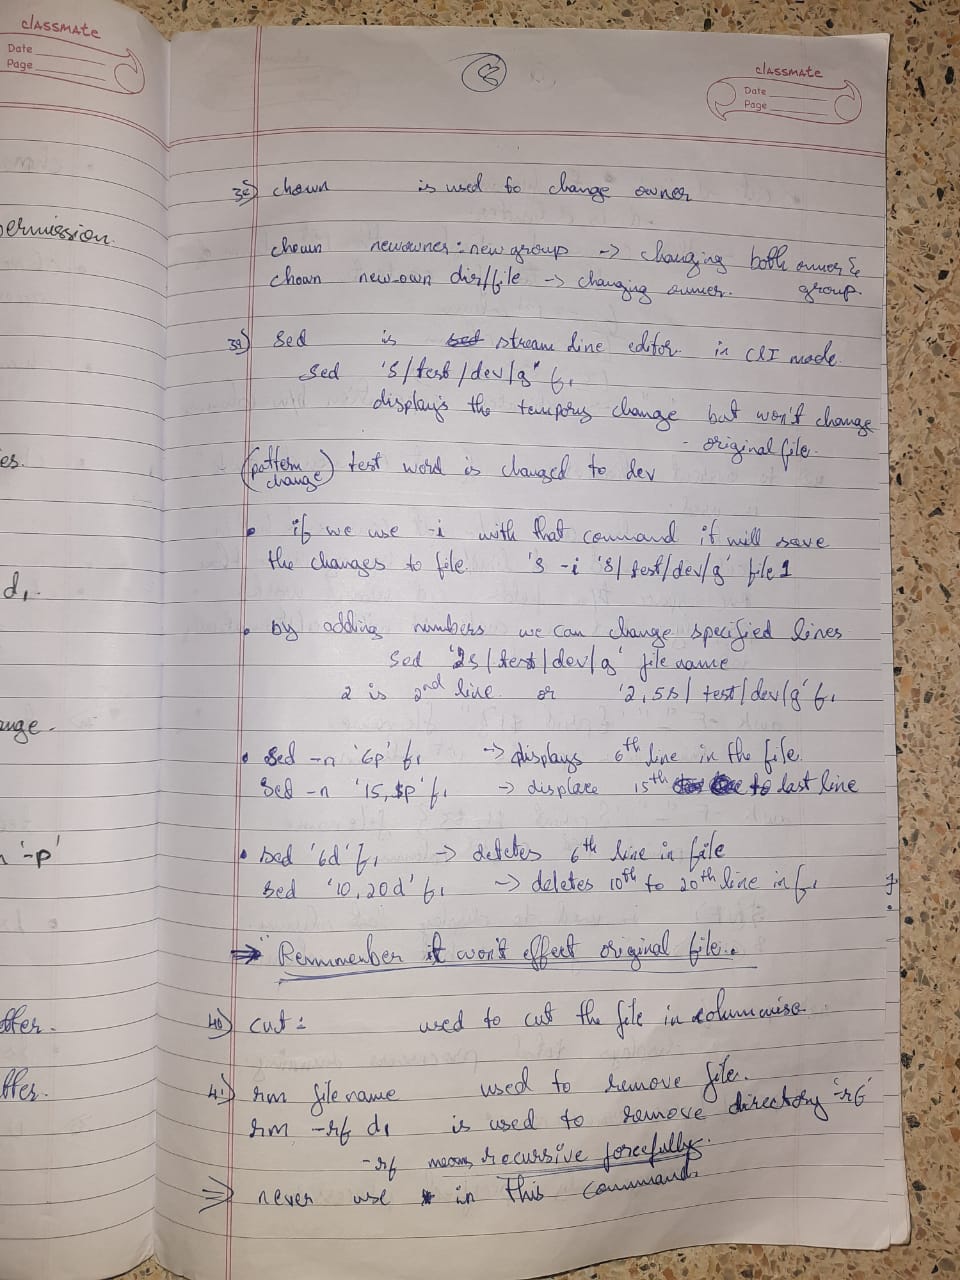 classmate
Date
Page
ermission.
es.
d1.
ange.
'-p'
ffer.
ffer.
classmate
Date
Page
38) chown is used to change owner
chown newowner:newgroup -> changing both owner &
group.
chown new-own dir/file -> changing owner.
39) sed is stream line editor in CLI mode.
sed 's/test/dev/g" f1
displays the tempory change but won't change
- original file.
(pattern change) test word is changed to dev
• if we use -i with that command it will save
the changes to file. 's -i 's/test/dev/g' file1
• by adding numbers we can change specified lines
sed '2s/test/dev/g' file name
2 is 2nd line or '2,5s/test/dev/g' f1
• sed -n '6p' f1 -> displays 6th line in the file.
sed -n '15,$p' f1 -> displace 15th to last line
• sed '6d' f1 -> deletes 6th line in file
sed '10,20d' f1 -> deletes 10th to 20th line in f1
=> "Remmember it won't effect original file..
40) cut: used to cut the file in columnwise.
41) rm file name used to remove file.
rm -rf d1 is used to remove directory '-rf'
-rf means recursive forcefully.
=> never use * in this command.